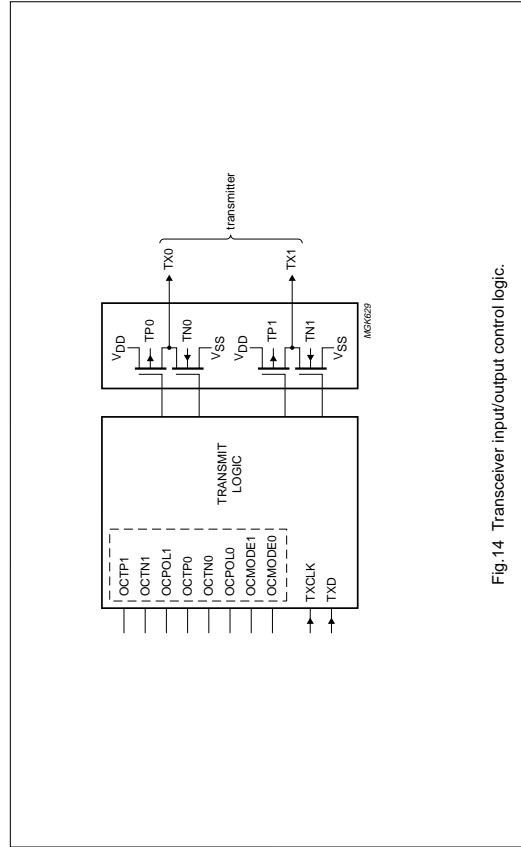 OCTP1
OCTN1
OCPOL1
OCTP0
OCTN0
OCPOL0
OCMODE1
OCMODE0
TXCLK
TXD
TRANSMIT
LOGIC
VDD
TP0
TN0
VSS
VDD
TP1
TN1
VSS
TX0
TX1
transmitter
MGK629
Fig.14 Transceiver input/output control logic.